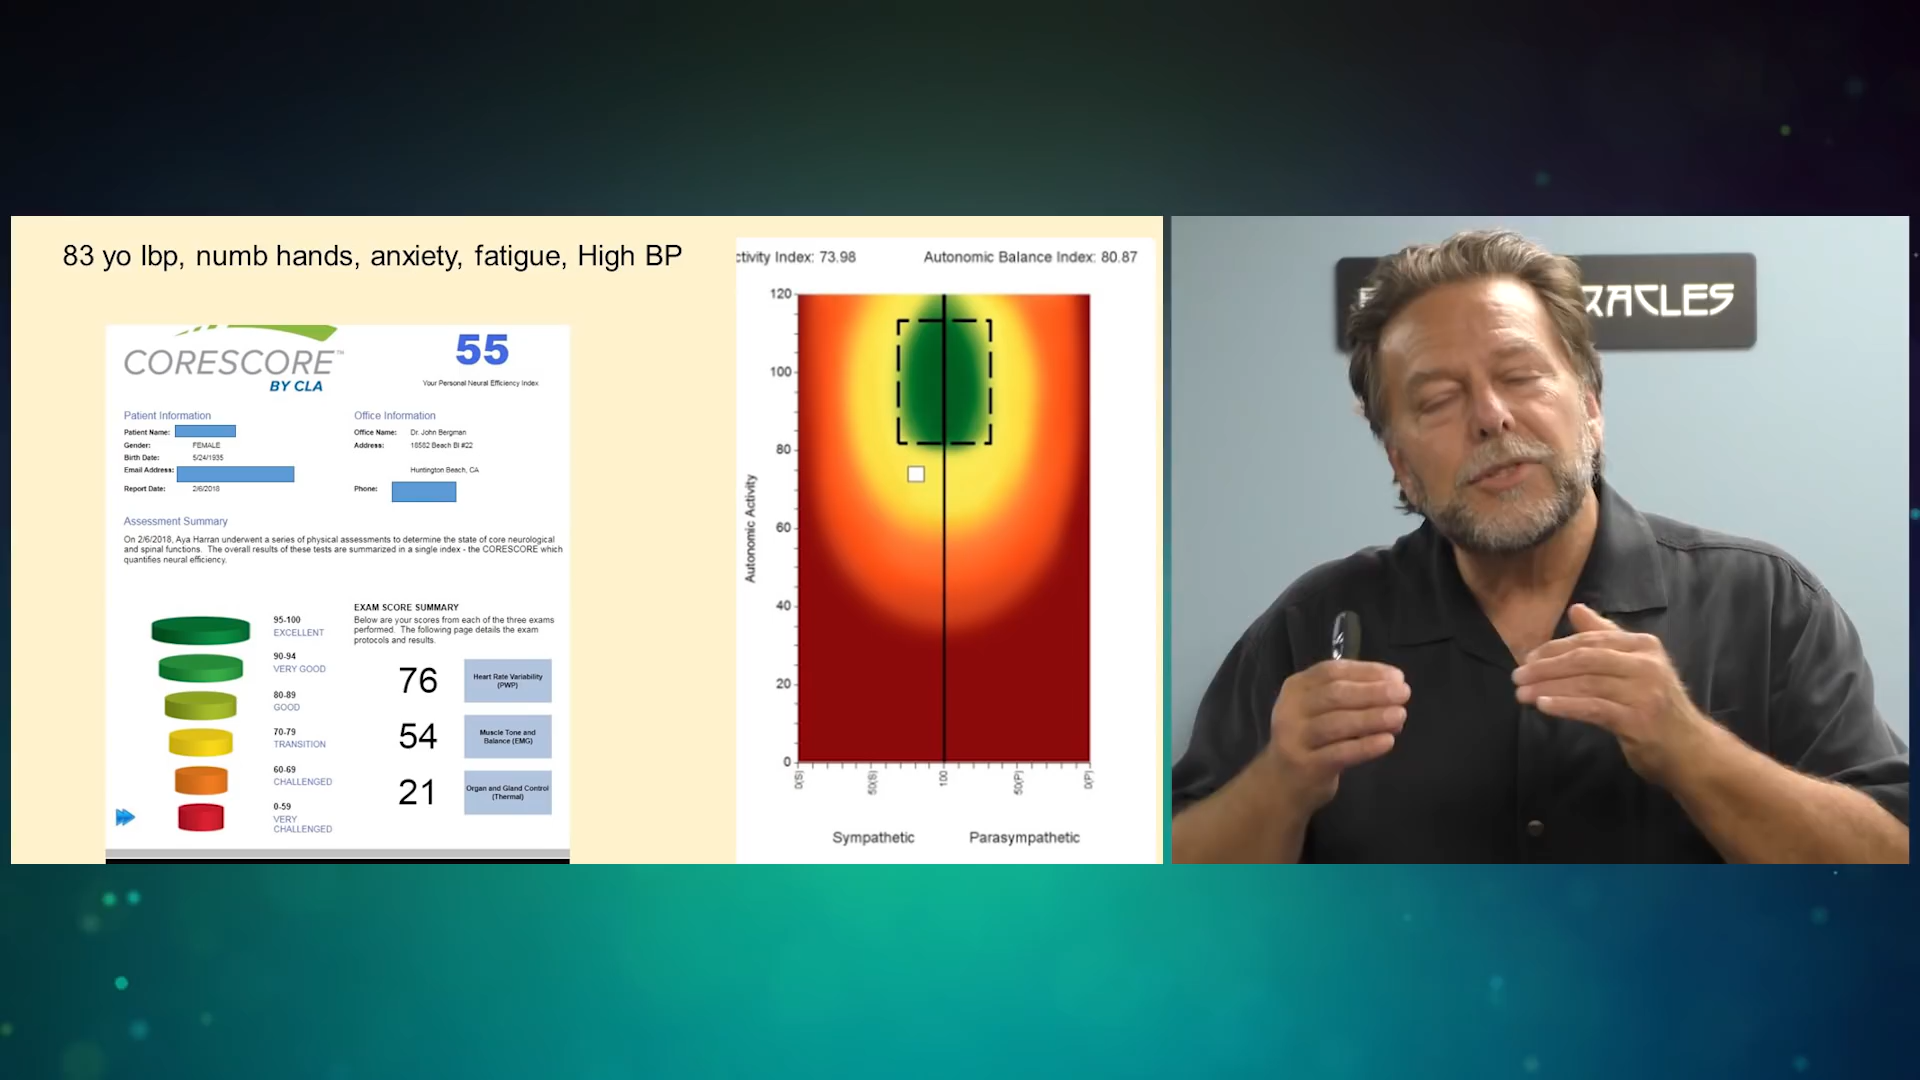 83 yo lbp, numb hands, anxiety, fatigue, High BP
CORESCORE™
BY CLA
55
Your Personal Neural Efficiency Index
Patient Information
Patient Name:
Gender: FEMALE
Birth Date: 5/24/1935
Email Address:
Report Date: 2/6/2018
Office Information
Office Name: Dr. John Bergman
Address: 18582 Beach Bl #22
Huntington Beach, CA
Phone:
Assessment Summary
On 2/6/2018, Aya Harran underwent a series of physical assessments to determine the state of core neurological
and spinal functions. The overall results of these tests are summarized in a single index - the CORESCORE which
quantifies neural efficiency.
95-100
EXCELLENT
90-94
VERY GOOD
80-89
GOOD
70-79
TRANSITION
60-69
CHALLENGED
0-59
VERY
CHALLENGED
EXAM SCORE SUMMARY
Below are your scores from each of the three exams
performed. The following page details the exam
protocols and results.
76
Heart Rate Variability
(PWP)
54
Muscle Tone and
Balance (EMG)
21
Organ and Gland Control
(Thermal)
ctivity Index: 73.98
Autonomic Balance Index: 80.87
Autonomic Activity
120
100
80
60
40
20
0
0(S)
50(S)
100
50(P)
0(P)
Sympathetic
Parasympathetic
RACLES